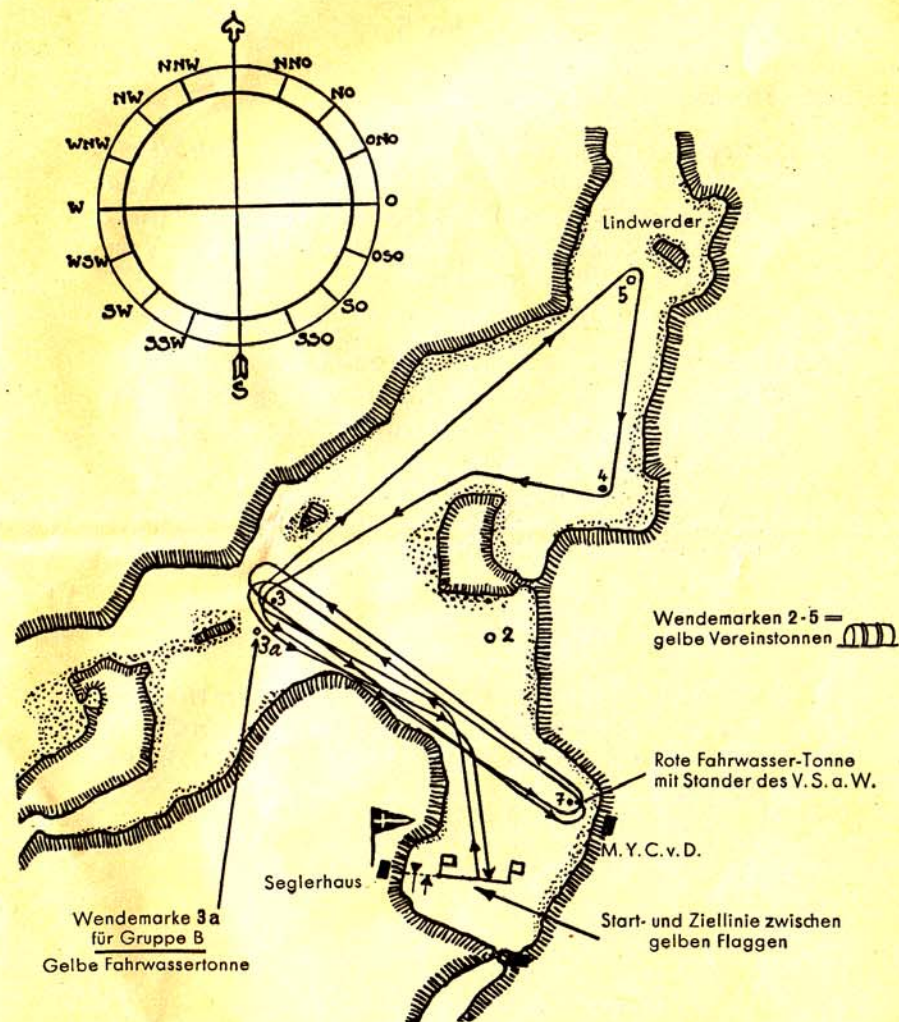 NNW
NNO
NW
NO
WNW
ONO
W
O
WSW
OSO
SW
SO
SSW
SSO
S
Lindwerder
5
4
3
3a
2
Wendemarken 2-5 =
gelbe Vereinstonnen
Rote Fahrwasser-Tonne
mit Stander des V. S. a. W.
7
M. Y. C. v. D.
Seglerhaus
Wendemarke 3a
für Gruppe B
Gelbe Fahrwassertonne
Start- und Ziellinie zwischen
gelben Flaggen